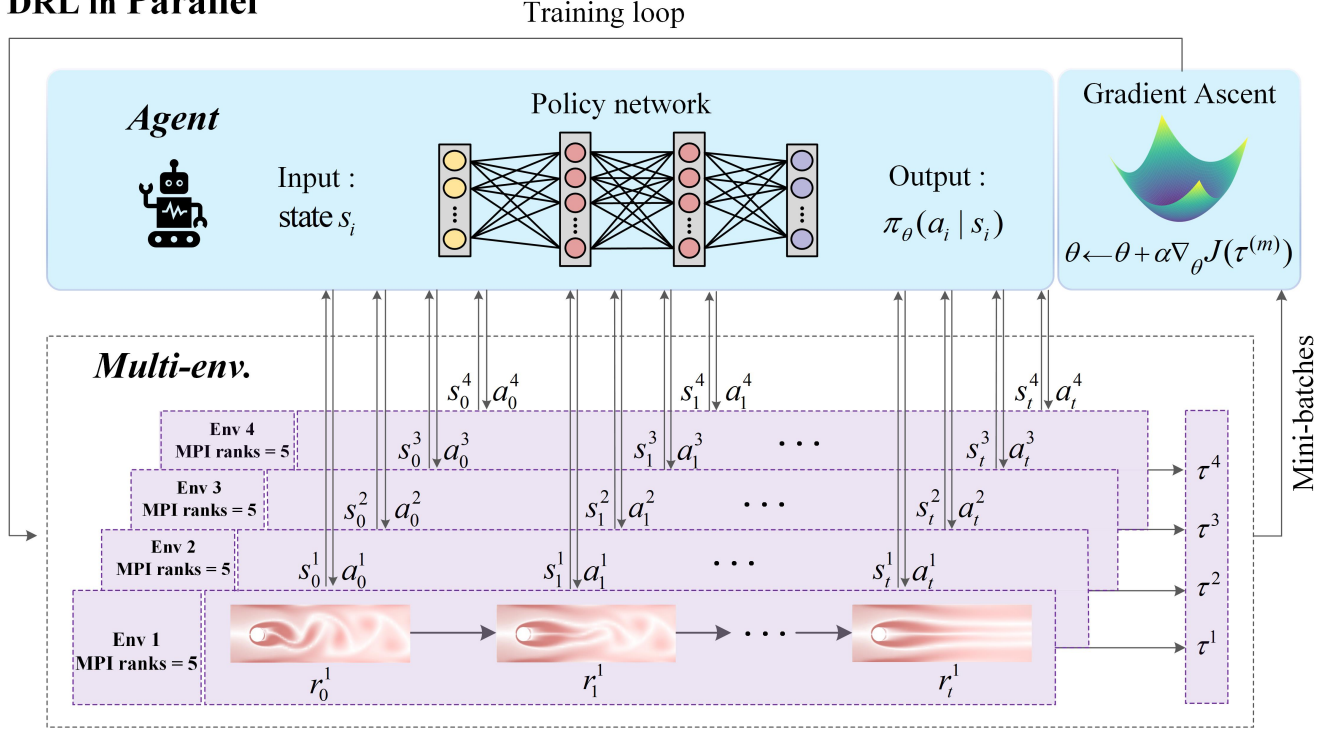 DRL in Parallel
Training loop
Agent
Input :
state s_i
Policy network
Output :
π_θ(a_i | s_i)
Gradient Ascent
θ←θ+α∇_θ J(τ^(m))
Multi-env.
Mini-batches
s_0^4 a_0^4
s_1^4 a_1^4
s_t^4 a_t^4
Env 4
MPI ranks = 5
s_0^3 a_0^3
s_1^3 a_1^3
···
s_t^3 a_t^3
τ^4
Env 3
MPI ranks = 5
s_0^2 a_0^2
s_1^2 a_1^2
···
s_t^2 a_t^2
τ^3
Env 2
MPI ranks = 5
s_0^1 a_0^1
s_1^1 a_1^1
···
s_t^1 a_t^1
τ^2
Env 1
MPI ranks = 5
···
τ^1
r_0^1
r_1^1
r_t^1